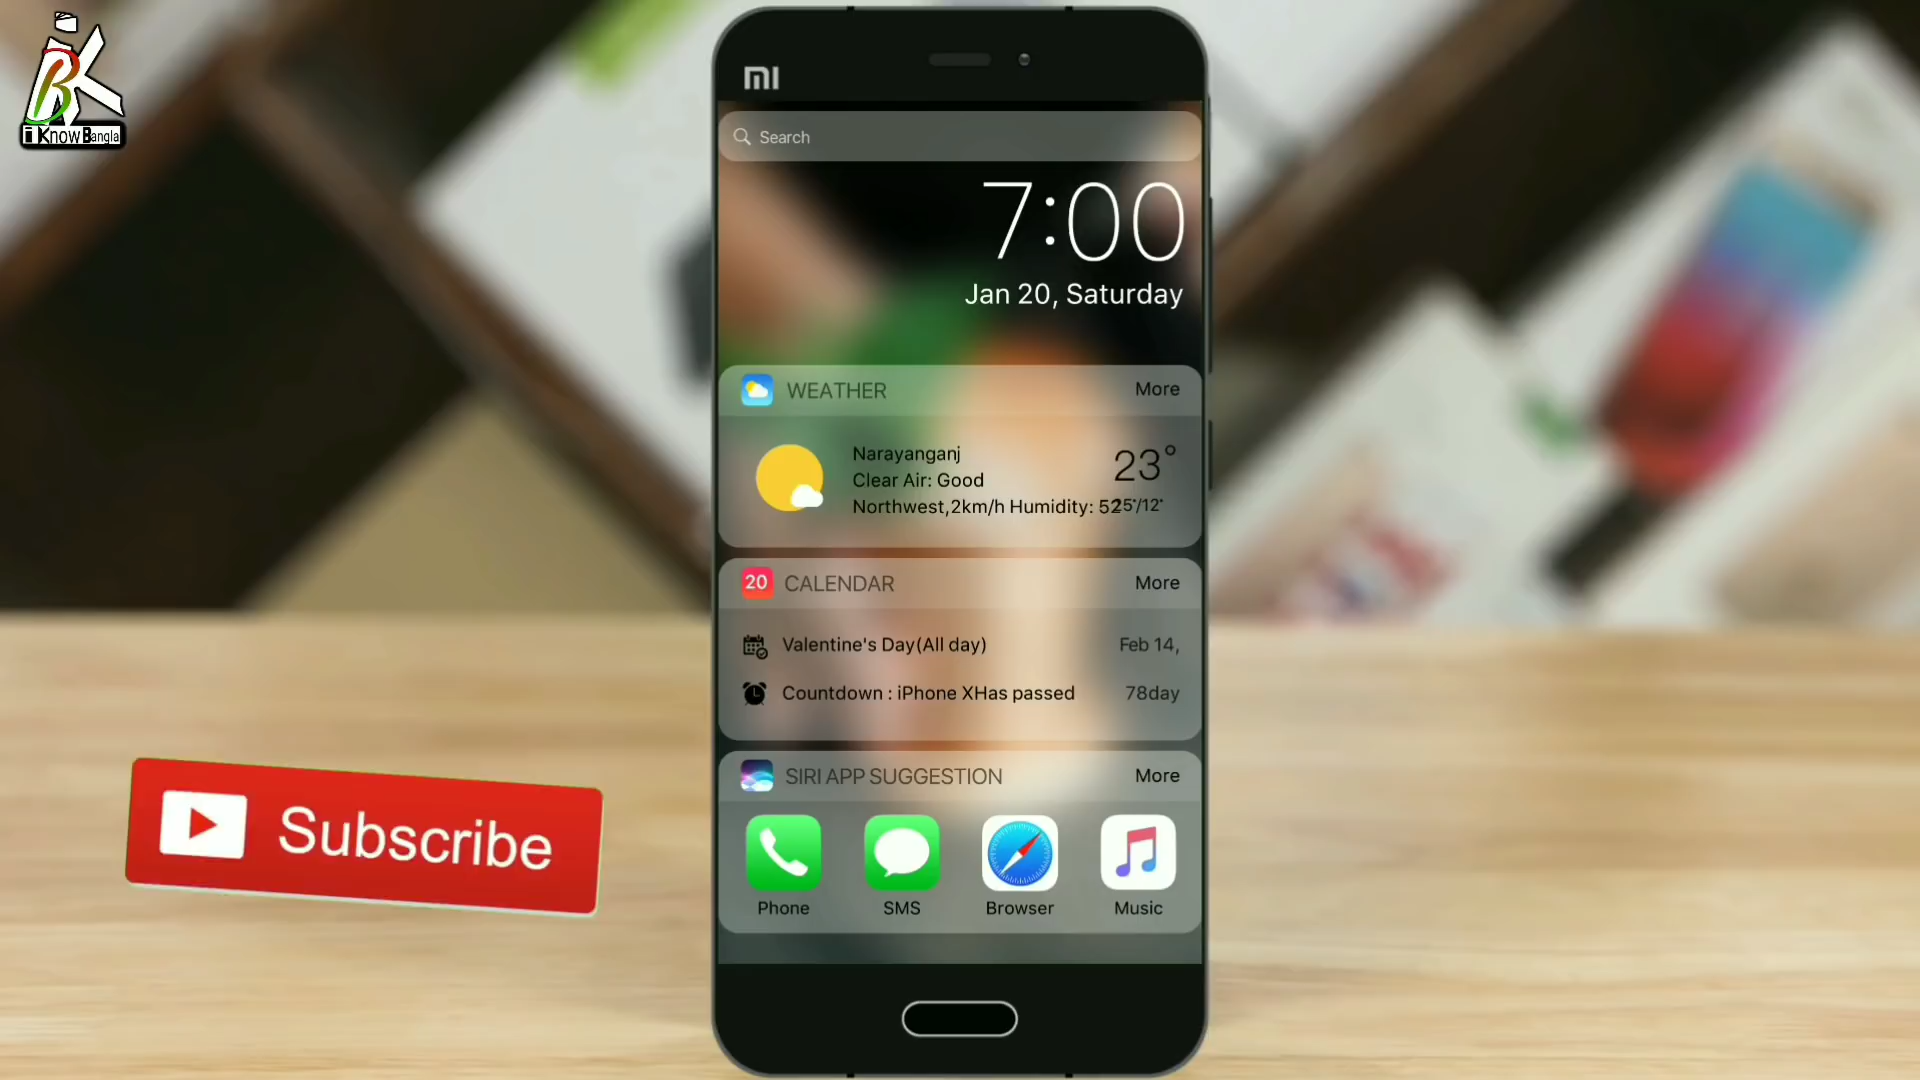 i Know Bangla
MI
Search
7:00
Jan 20, Saturday
WEATHER
More
Narayanganj
23°
Clear Air: Good
Northwest,2km/h Humidity: 52
25°/12°
20
CALENDAR
More
Valentine's Day(All day)
Feb 14,
Countdown : iPhone XHas passed
78day
SIRI APP SUGGESTION
More
Phone
SMS
Browser
Music
Subscribe